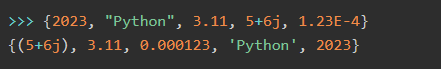 >>> {2023, "Python", 3.11, 5+6j, 1.23E-4}
{(5+6j), 3.11, 0.000123, 'Python', 2023}